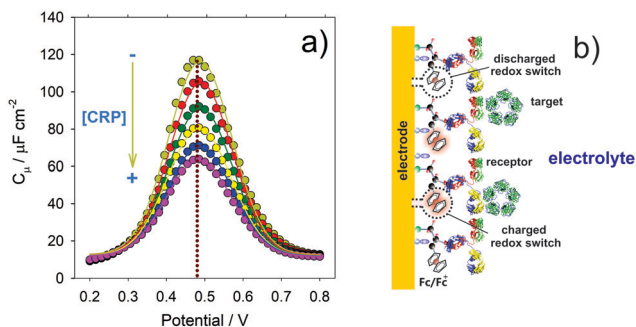 140
120
100
80
60
40
20
0
Cμ / μF cm⁻²
-
[CRP]
+
a)
0.2 0.3 0.4 0.5 0.6 0.7 0.8
Potential / V
b)
electrode
discharged
redox switch
target
receptor
electrolyte
charged
redox switch
Fc/Fc⁺